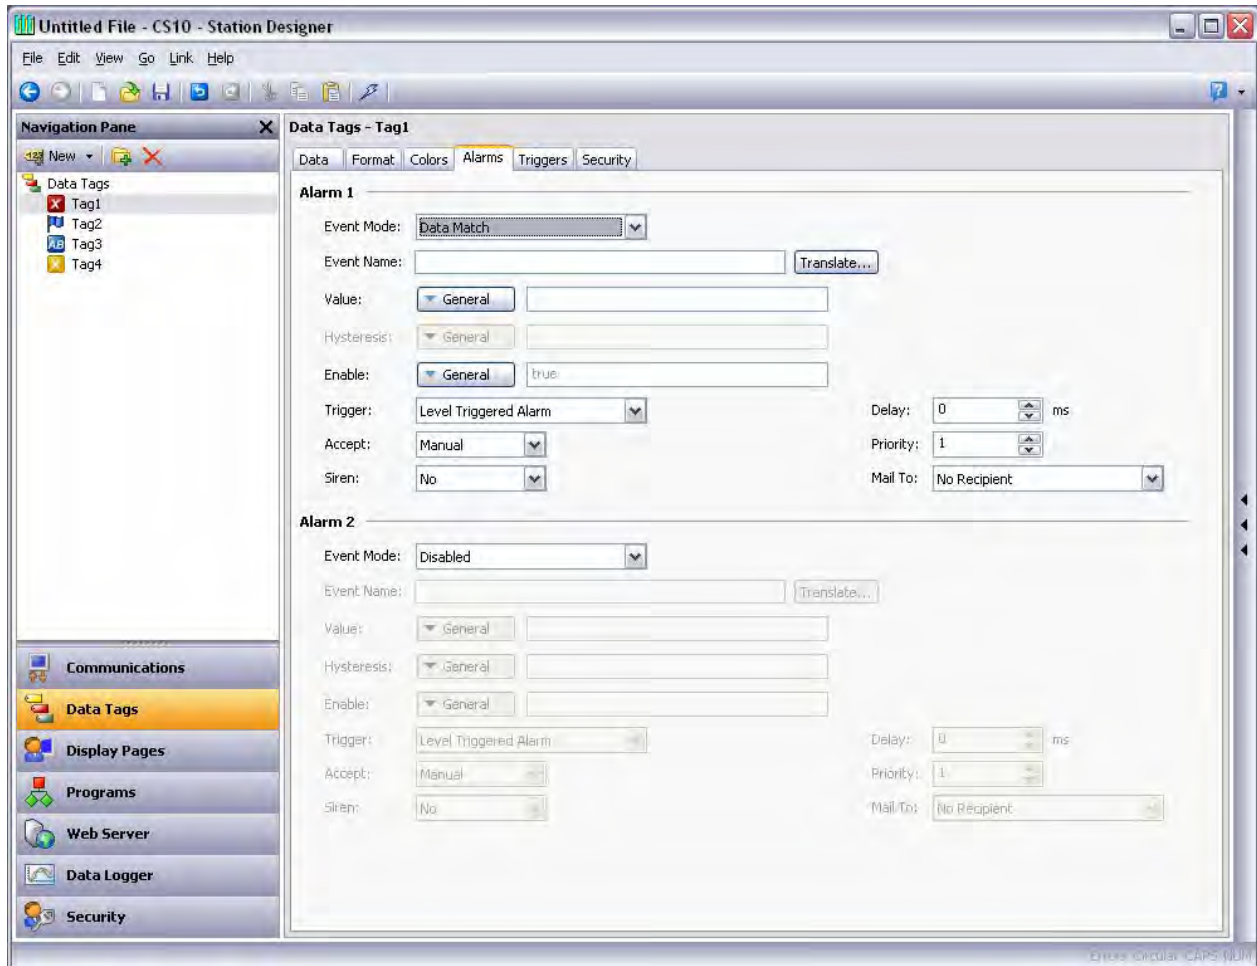 Untitled File - CS10 - Station Designer
File Edit View Go Link Help
Navigation Pane
New
Data Tags
Tag1
Tag2
Tag3
Tag4
Communications
Data Tags
Display Pages
Programs
Web Server
Data Logger
Security
Data Tags - Tag1
Data Format Colors Alarms Triggers Security
Alarm 1
Event Mode: Data Match
Event Name: Translate...
Value: General
Hysteresis: General
Enable: General true
Trigger: Level Triggered Alarm Delay: 0 ms
Accept: Manual Priority: 1
Siren: No Mail To: No Recipient
Alarm 2
Event Mode: Disabled
Event Name: Translate...
Value: General
Hysteresis: General
Enable: General
Trigger: Level Triggered Alarm Delay: 0 ms
Accept: Manual Priority: 1
Siren: No Mail To: No Recipient
Errors Circular CAPS NUM